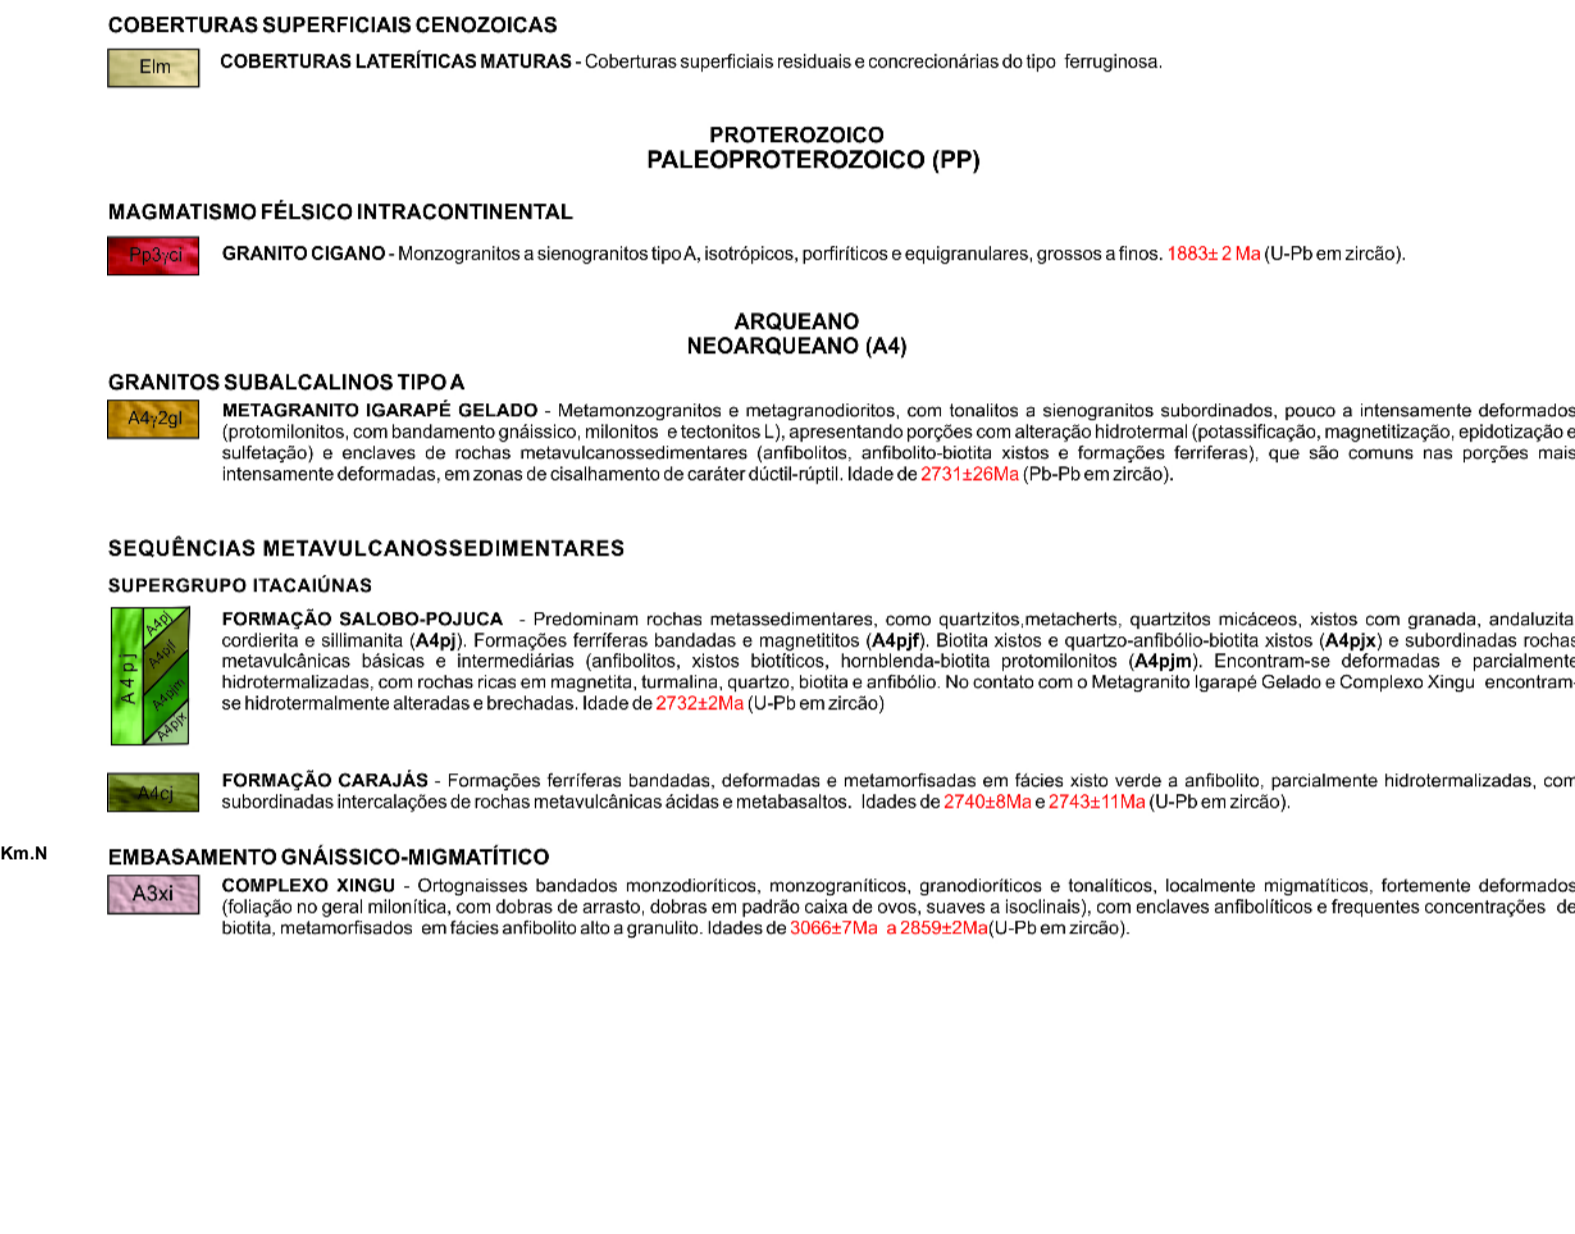 COBERTURAS SUPERFICIAIS CENOZOICAS
Elm
COBERTURAS LATERÍTICAS MATURAS - Coberturas superficiais residuais e concrecionárias do tipo ferruginosa.
PROTEROZOICO
PALEOPROTEROZOICO (PP)
MAGMATISMO FÉLSICO INTRACONTINENTAL
Pp3γci
GRANITO CIGANO - Monzogranitos a sienogranitos tipo A, isotrópicos, porfiríticos e equigranulares, grossos a finos. 1883± 2 Ma (U-Pb em zircão).
ARQUEANO
NEOARQUEANO (A4)
GRANITOS SUBALCALINOS TIPO A
A4γ2gl
METAGRANITO IGARAPÉ GELADO - Metamonzogranitos e metagranodioritos, com tonalitos a sienogranitos subordinados, pouco a intensamente deformados
(protomilonitos, com bandamento gnáissico, milonitos e tectonitos L), apresentando porções com alteração hidrotermal (potassificação, magnetitização, epidotização e
sulfetação) e enclaves de rochas metavulcanossedimentares (anfibolitos, anfibolito-biotita xistos e formações ferriferas), que são comuns nas porções mais
intensamente deformadas, em zonas de cisalhamento de caráter dúctil-rúptil. Idade de 2731±26Ma (Pb-Pb em zircão).
SEQUÊNCIAS METAVULCANOSSEDIMENTARES
SUPERGRUPO ITACAIÚNAS
A4pj
A4pj
A4pjf
A4pjm
A4pjx
FORMAÇÃO SALOBO-POJUCA - Predominam rochas metassedimentares, como quartzitos,metacherts, quartzitos micáceos, xistos com granada, andaluzita
cordierita e sillimanita (A4pj). Formações ferríferas bandadas e magnetititos (A4pjf). Biotita xistos e quartzo-anfibólio-biotita xistos (A4pjx) e subordinadas rochas
metavulcânicas básicas e intermediárias (anfibolitos, xistos biotíticos, hornblenda-biotita protomilonitos (A4pjm). Encontram-se deformadas e parcialmente
hidrotermalizadas, com rochas ricas em magnetita, turmalina, quartzo, biotita e anfibólio. No contato com o Metagranito Igarapé Gelado e Complexo Xingu encontram-
se hidrotermalmente alteradas e brechadas. Idade de 2732±2Ma (U-Pb em zircão)
A4cj
FORMAÇÃO CARAJÁS - Formações ferríferas bandadas, deformadas e metamorfisadas em fácies xisto verde a anfibolito, parcialmente hidrotermalizadas, com
subordinadas intercalações de rochas metavulcânicas ácidas e metabasaltos. Idades de 2740±8Ma e 2743±11Ma (U-Pb em zircão).
Km.N
EMBASAMENTO GNÁISSICO-MIGMATÍTICO
A3xi
COMPLEXO XINGU - Ortognaisses bandados monzodioríticos, monzograníticos, granodioríticos e tonalíticos, localmente migmatíticos, fortemente deformados
(foliação no geral milonítica, com dobras de arrasto, dobras em padrão caixa de ovos, suaves a isoclinais), com enclaves anfibolíticos e frequentes concentrações de
biotita, metamorfisados em fácies anfibolito alto a granulito. Idades de 3066±7Ma a 2859±2Ma(U-Pb em zircão).